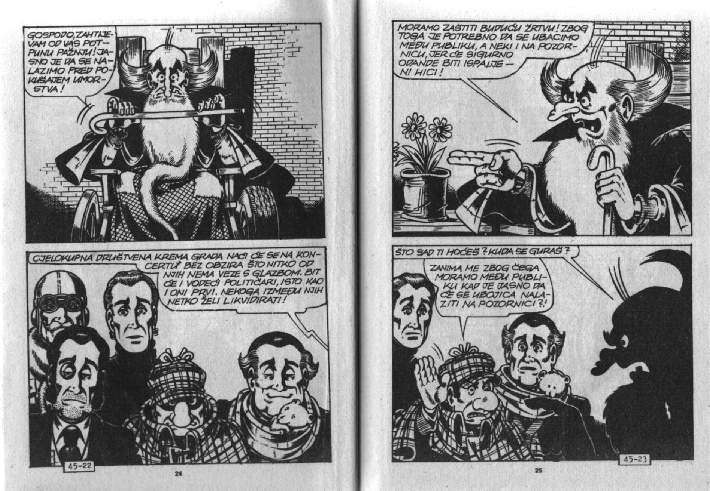 GOSPODO, ZAHTIJE-
VAM OD VAS POT-
PUNU PAŽNJU! JA-
SNO JE DA SE NA-
LAZIMO PRED PO-
KUŠAJEM UMOR-
STVA!
CJELOKUPNA DRUŠTVENA KREMA GRADA NAĆI ĆE SE NA KON-
CERTU! BEZ OBZIRA ŠTO NITKO OD
NJIH NEMA VEZE S GLAZBOM. BIT
ĆE I VODEĆI POLITIČARI, ISTO KAO
I ONI PRVI. NEKOGA IZMEĐU NJIH
NETKO ŽELI LIKVIDIRATI!
45-22
24
MORAMO ZAŠTITI BUDUĆU ŽRTVU! ZBOG
TOGA JE POTREBNO DA SE UBACIMO
MEĐU PUBLIKU, A NEKI I NA POZOR-
NICU, JER ĆE SIGURNO
ODANDE BITI ISPALJE-
NI HICI!
ŠTO SAD TI HOĆEŠ? KUDA SE GURAŠ?
ZANIMA ME ZBOG ČEGA
MORAMO MEĐU PUBLI-
KU KAD JE JASNO DA
ĆE SE UBOJICA NALA-
ZITI NA POZORNICI?!
45-23
25